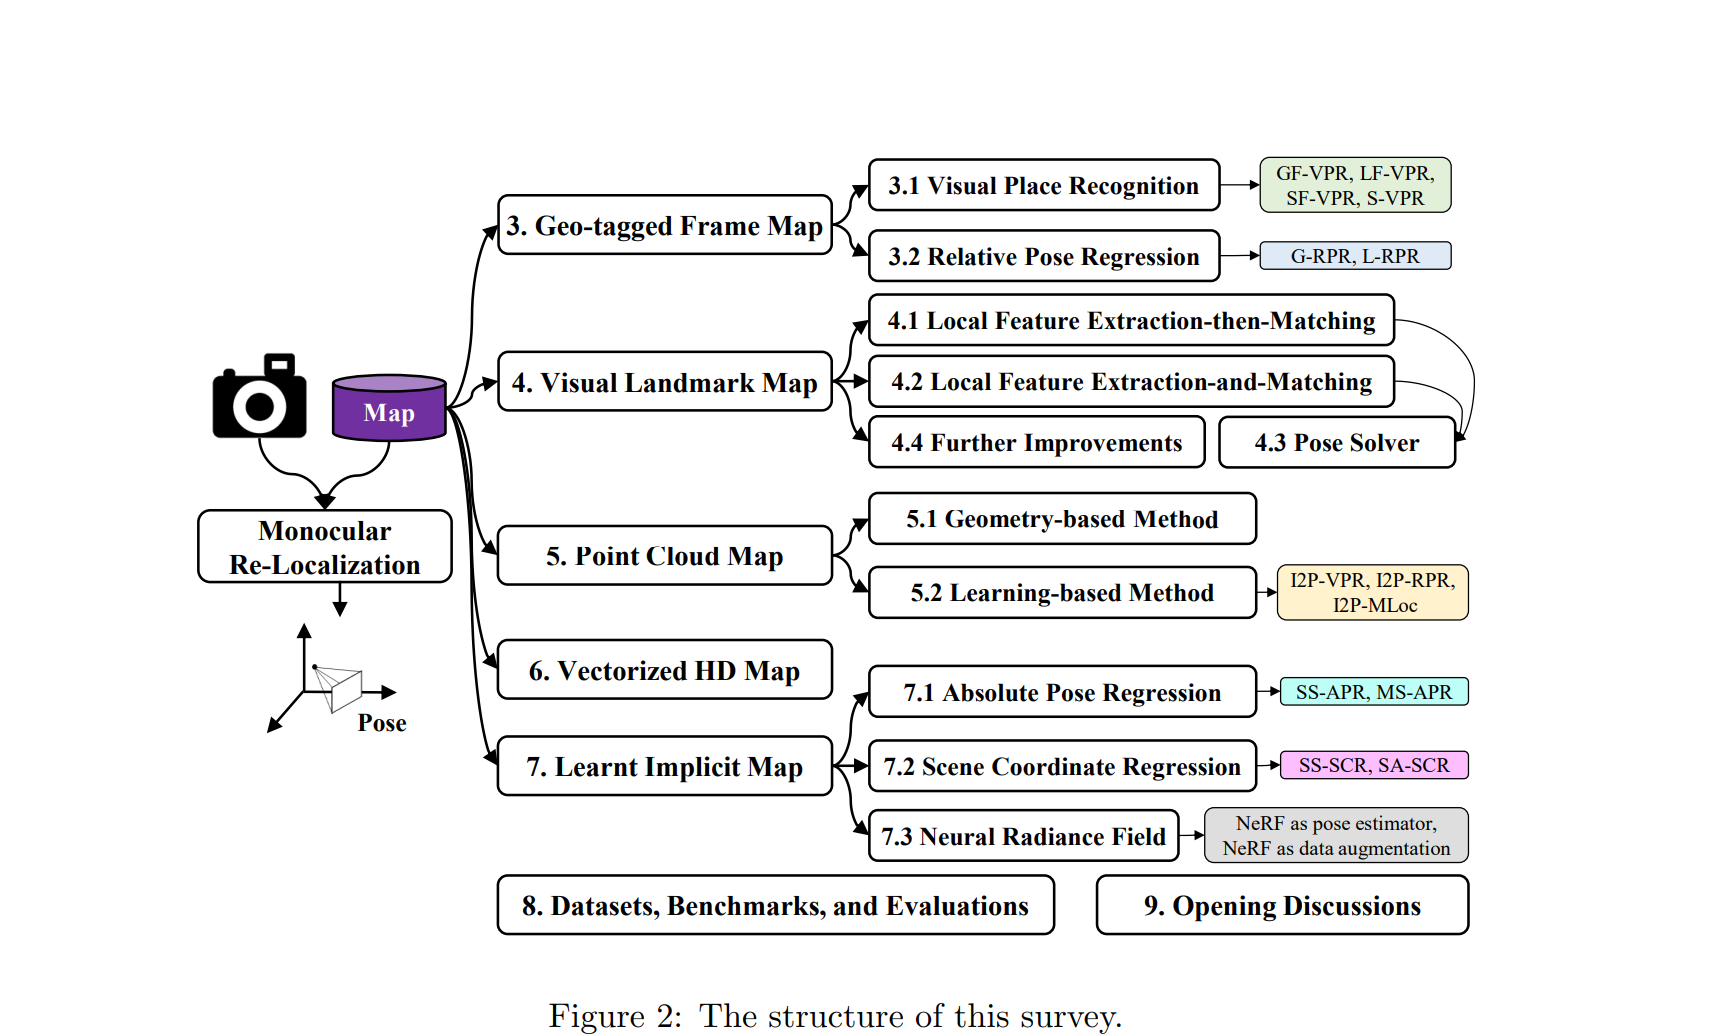 3.1 Visual Place Recognition
GF-VPR, LF-VPR,
SF-VPR, S-VPR
3. Geo-tagged Frame Map
3.2 Relative Pose Regression
G-RPR, L-RPR
4.1 Local Feature Extraction-then-Matching
4. Visual Landmark Map
4.2 Local Feature Extraction-and-Matching
4.4 Further Improvements
4.3 Pose Solver
Map
Monocular
Re-Localization
Pose
5.1 Geometry-based Method
5. Point Cloud Map
5.2 Learning-based Method
I2P-VPR, I2P-RPR,
I2P-MLoc
6. Vectorized HD Map
7.1 Absolute Pose Regression
SS-APR, MS-APR
7. Learnt Implicit Map
7.2 Scene Coordinate Regression
SS-SCR, SA-SCR
7.3 Neural Radiance Field
NeRF as pose estimator,
NeRF as data augmentation
8. Datasets, Benchmarks, and Evaluations
9. Opening Discussions
Figure 2: The structure of this survey.